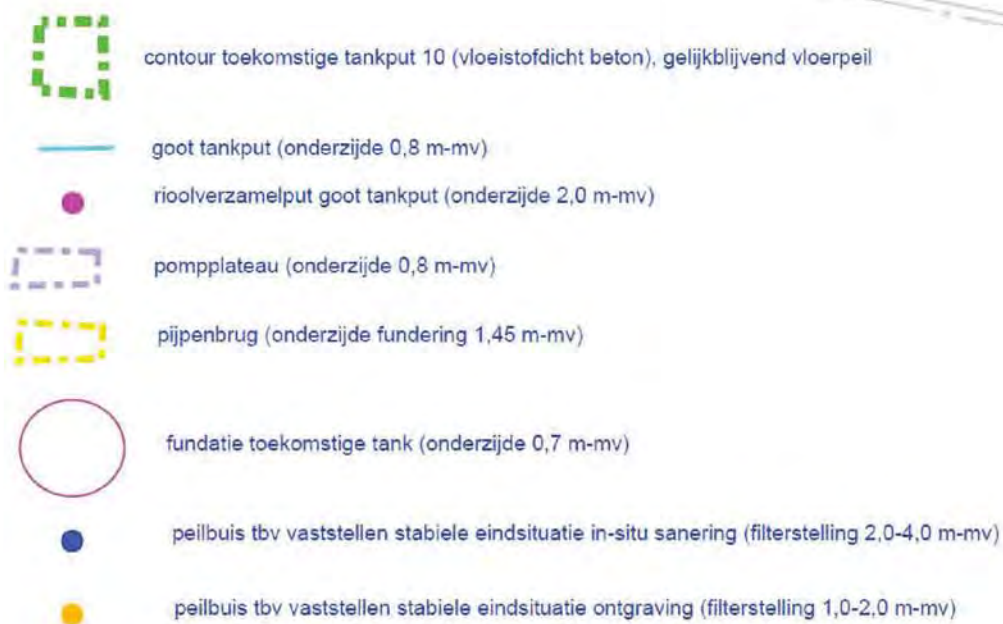 contour toekomstige tankput 10 (vloeistofdicht beton), gelijkblijvend vloerpeil
goot tankput (onderzijde 0,8 m-mv)
rioolverzamelput goot tankput (onderzijde 2,0 m-mv)
pompplateau (onderzijde 0,8 m-mv)
pijpenbrug (onderzijde fundering 1,45 m-mv)
fundatie toekomstige tank (onderzijde 0,7 m-mv)
peilbuis tbv vaststellen stabiele eindsituatie in-situ sanering (filterstelling 2,0-4,0 m-mv)
peilbuis tbv vaststellen stabiele eindsituatie ontgraving (filterstelling 1,0-2,0 m-mv)